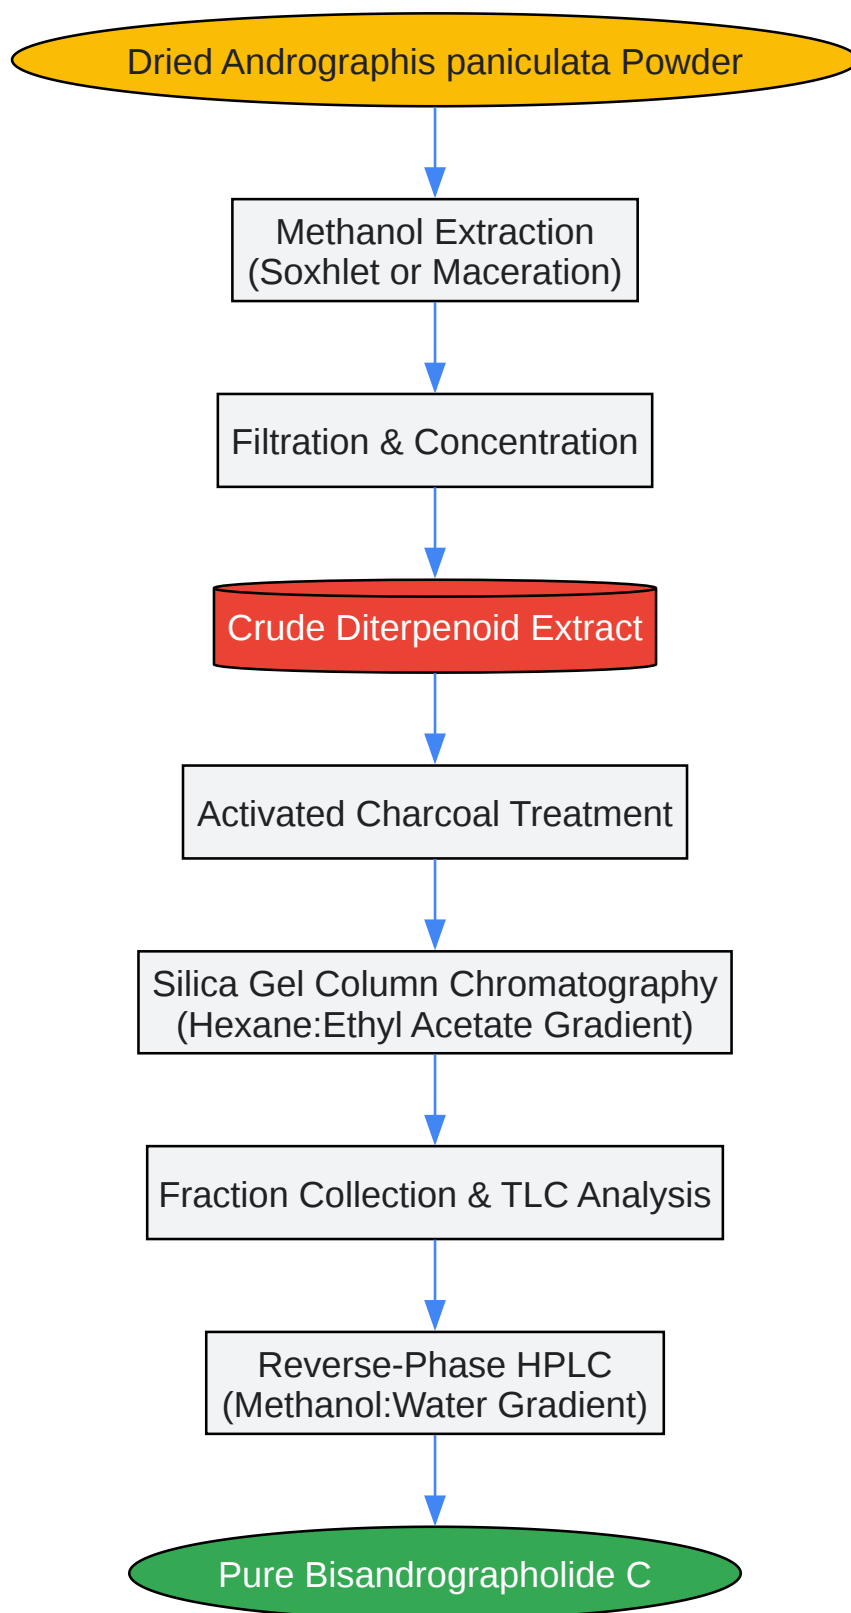 Dried Andrographis paniculata Powder
Methanol Extraction
(Soxhlet or Maceration)
Filtration & Concentration
Crude Diterpenoid Extract
Activated Charcoal Treatment
Silica Gel Column Chromatography
(Hexane:Ethyl Acetate Gradient)
Fraction Collection & TLC Analysis
Reverse-Phase HPLC
(Methanol:Water Gradient)
Pure Bisandrographolide C